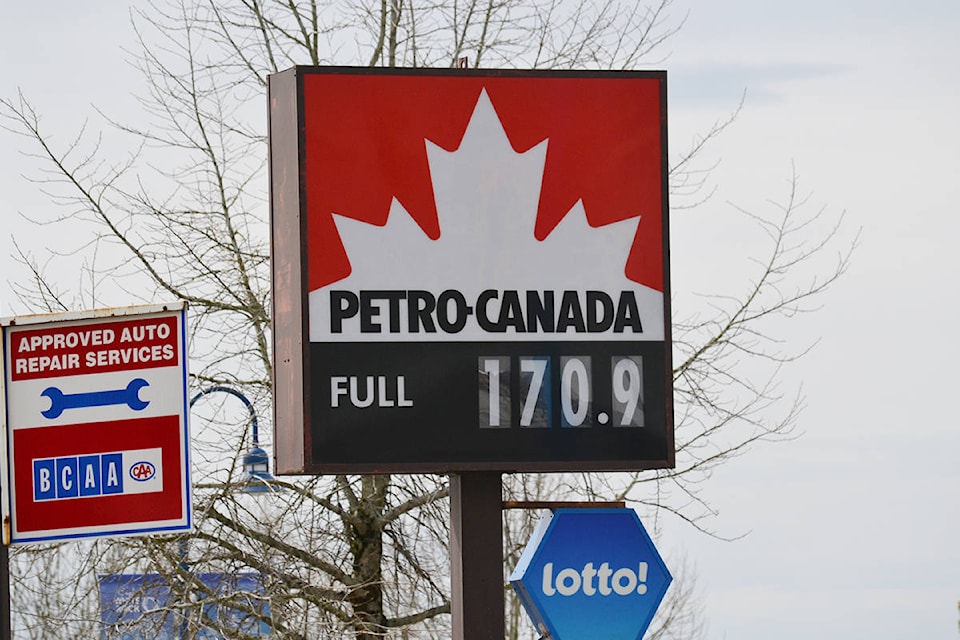 PETRO-CANADA
FULL 170.9
APPROVED AUTO
REPAIR SERVICES
BCAA CAA
lotto!